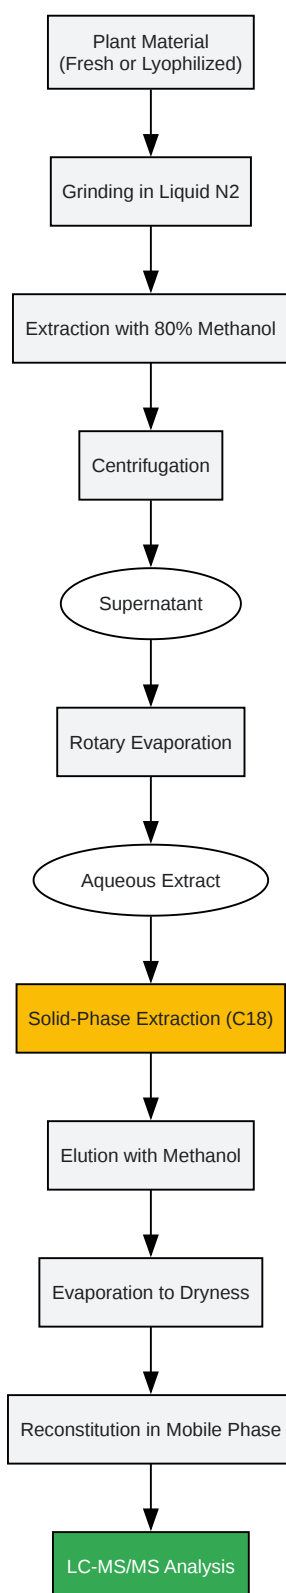 Plant Material
(Fresh or Lyophilized)
Grinding in Liquid N2
Extraction with 80% Methanol
Centrifugation
Supernatant
Rotary Evaporation
Aqueous Extract
Solid-Phase Extraction (C18)
Elution with Methanol
Evaporation to Dryness
Reconstitution in Mobile Phase
LC-MS/MS Analysis